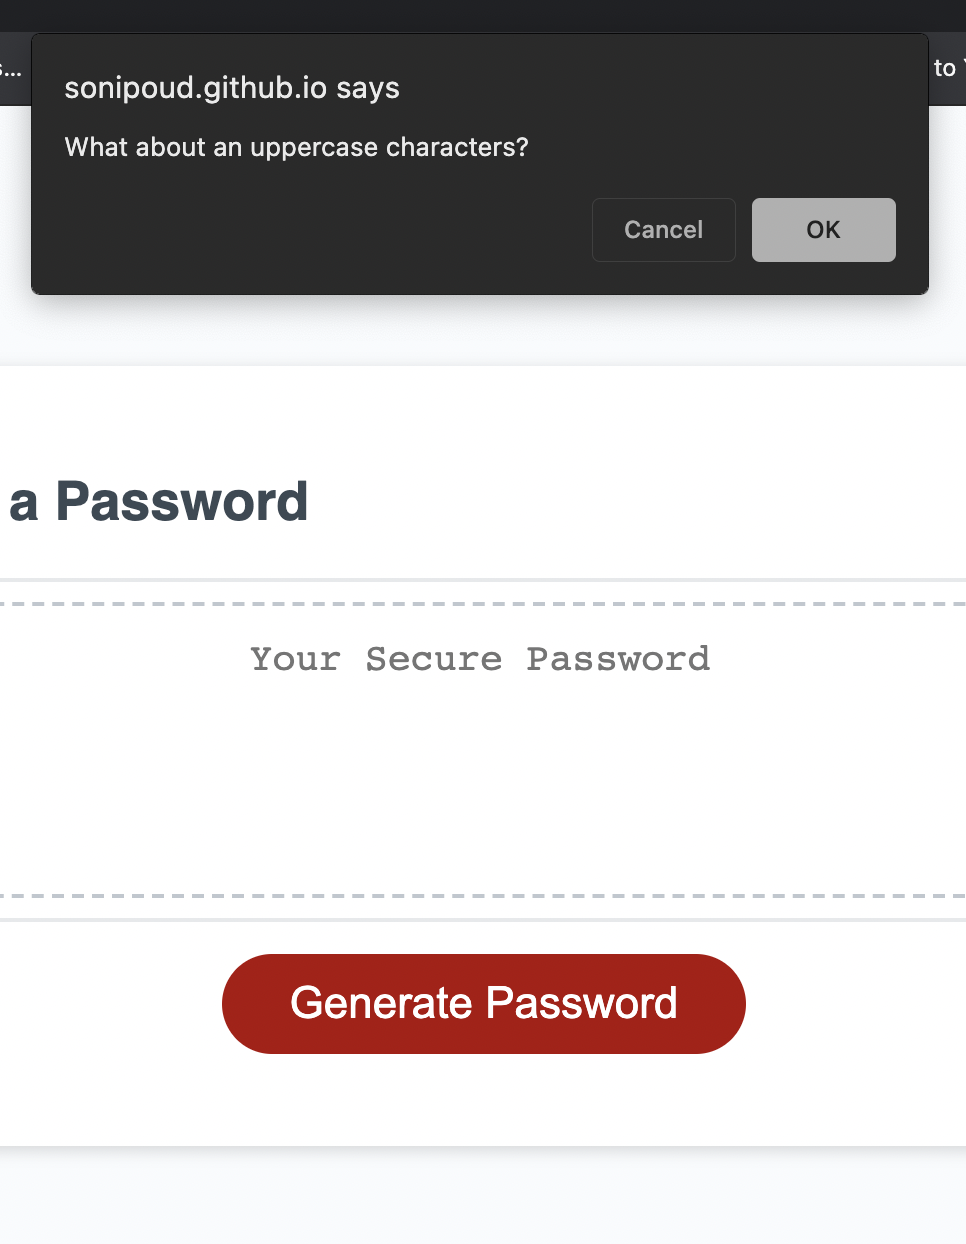 sonipoud.github.io says
to
What about an uppercase characters?
Cancel
OK
a Password
Your Secure Password
Generate Password